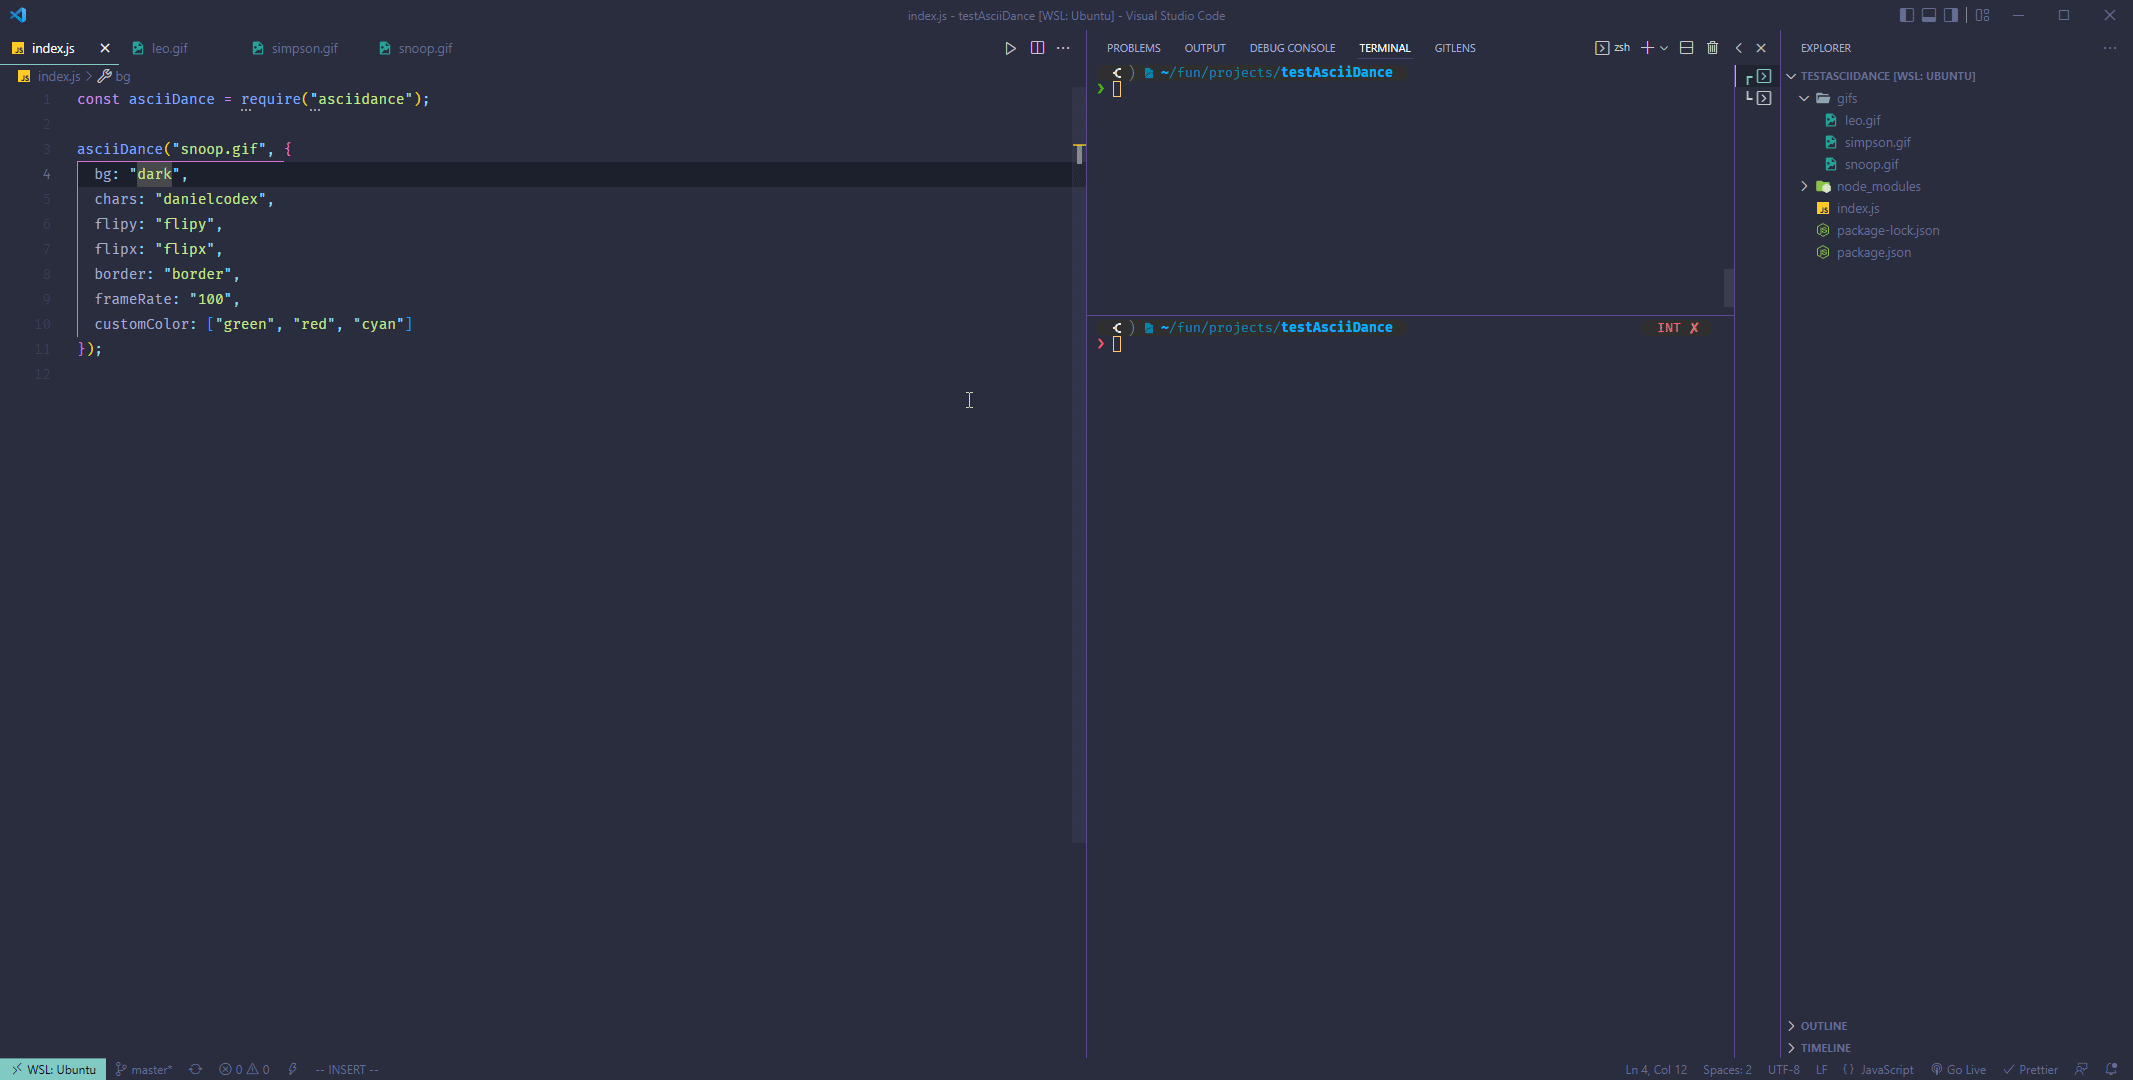 index.js - testAsciiDance [WSL: Ubuntu] - Visual Studio Code
index.js
leo.gif
simpson.gif
snoop.gif
index.js > bg
1 const asciiDance = require("asciidance");
2
3 asciiDance("snoop.gif", {
4 bg: "dark",
5 chars: "danielcodex",
6 flipy: "flipy",
7 flipx: "flipx",
8 border: "border",
9 frameRate: "100",
10 customColor: ["green", "red", "cyan"]
11 });
12
PROBLEMS OUTPUT DEBUG CONSOLE TERMINAL GITLENS
zsh
~/fun/projects/testAsciiDance
❯
~/fun/projects/testAsciiDance INT ✘
❯
EXPLORER
TESTASCIIDANCE [WSL: UBUNTU]
gifs
leo.gif
simpson.gif
snoop.gif
node_modules
index.js
package-lock.json
package.json
OUTLINE
TIMELINE
WSL: Ubuntu master* 0 0 -- INSERT --
Ln 4, Col 12 Spaces: 2 UTF-8 LF {} JavaScript Go Live Prettier